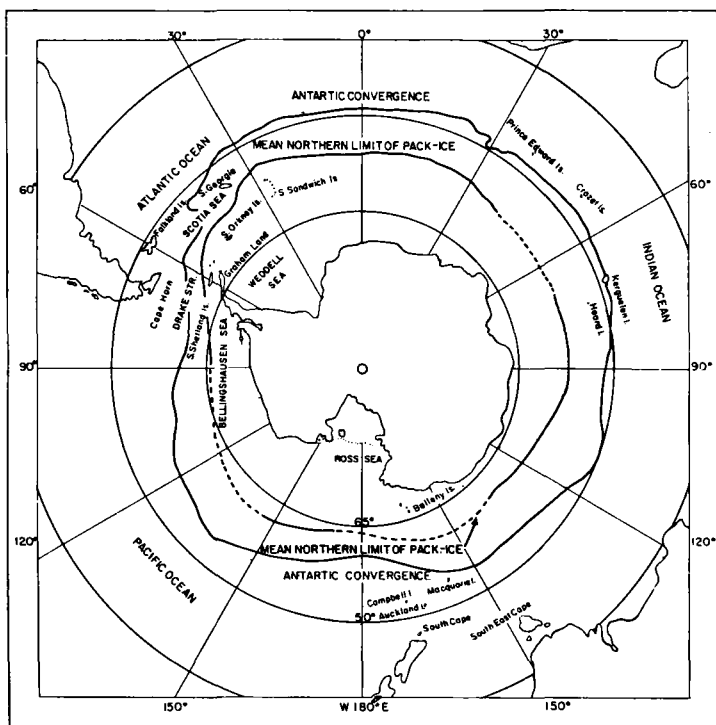 30° 0° 30°
ANTARTIC CONVERGENCE
MEAN NORTHERN LIMIT OF PACK-ICE
Prince Edward Is.
Crozet Is.
ATLANTIC OCEAN
60°
60°
S. Georgia
S Sandwich Is
Falkland Is.
SCOTIA SEA
S. Orkney Is.
Graham Land
WEDDELL
SEA
INDIAN OCEAN
Kerguelen I.
Heard I.
Cape Horn
DRAKE STR.
S. Shetland Is.
BELLINGSHAUSEN SEA
90° 90°
ROSS SEA
Balleny Is.
65°
120° 120°
MEAN NORTHERN LIMIT OF PACK-ICE
PACIFIC OCEAN
ANTARTIC CONVERGENCE
Campbell I.
Macquarie I.
Auckland Is
50°
South Cape
South East Cape
150° W 180° E 150°